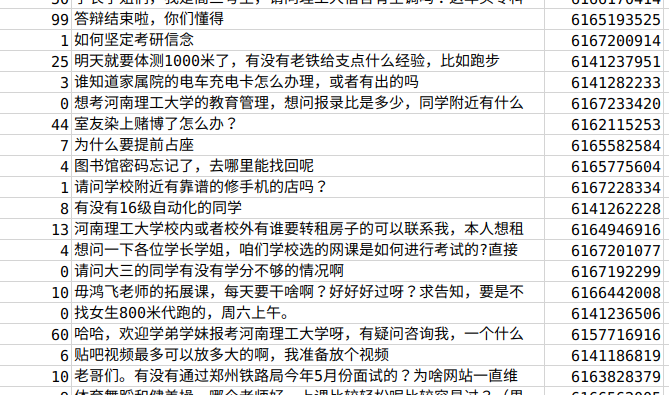 99 答辩结束啦，你们懂得 6165193525
1 如何坚定考研信念 6167200914
25 明天就要体测1000米了，有没有老铁给支点什么经验，比如跑步 6141237951
3 谁知道家属院的电车充电卡怎么办理，或者有出的吗 6141282233
0 想考河南理工大学的教育管理，想问报录比是多少，同学附近有什么 6167233420
44 室友染上赌博了怎么办？ 6162115253
7 为什么要提前占座 6165582584
4 图书馆密码忘记了，去哪里能找回呢 6165775604
1 请问学校附近有靠谱的修手机的店吗？ 6167228334
8 有没有16级自动化的同学 6141262228
13 河南理工大学校内或者校外有谁要转租房子的可以联系我，本人想租 6164946916
4 想问一下各位学长学姐，咱们学校选的网课是如何进行考试的?直接 6167201077
0 请问大三的同学有没有学分不够的情况啊 6167192299
10 毋鸿飞老师的拓展课，每天要干啥啊？好好好过呀？求告知，要是不 6166442008
0 找女生800米代跑的，周六上午。 6141236506
60 哈哈，欢迎学弟学妹报考河南理工大学呀，有疑问咨询我，一个什么 6157716916
6 贴吧视频最多可以放多大的啊，我准备放个视频 6141186819
10 老哥们。有没有通过郑州铁路局今年5月份面试的？为啥网站一直维 6163828379